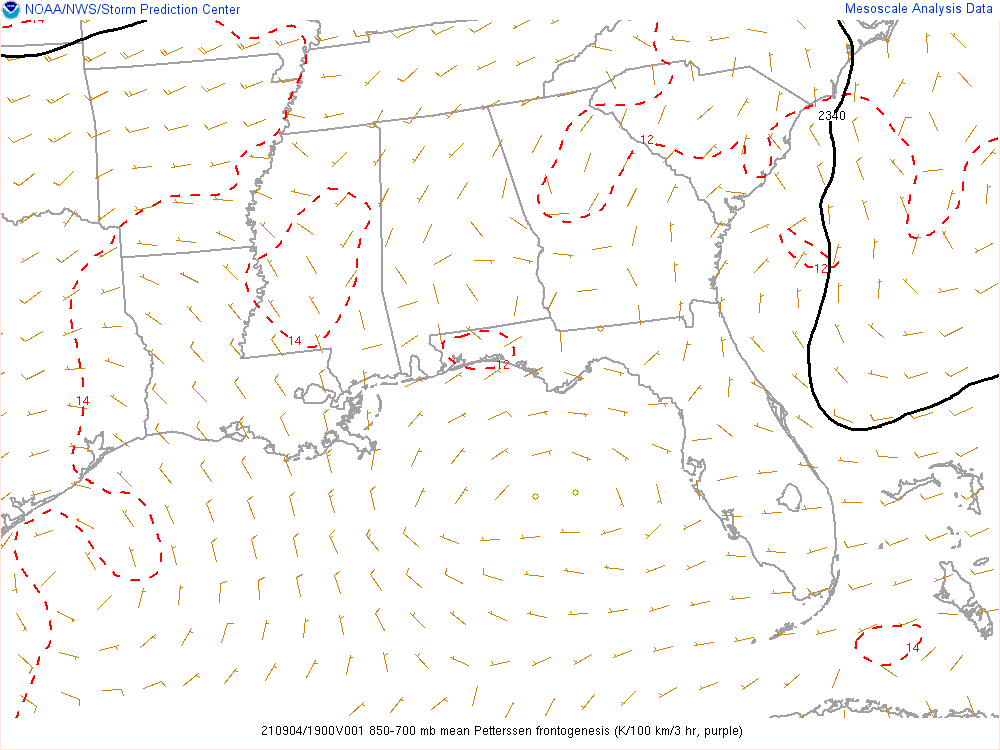 NOAA/NWS/Storm Prediction Center
Mesoscale Analysis Data
14
2340
12
12
14
12
14
14
210904/1900V001 850-700 mb mean Petterssen frontogenesis (K/100 km/3 hr, purple)